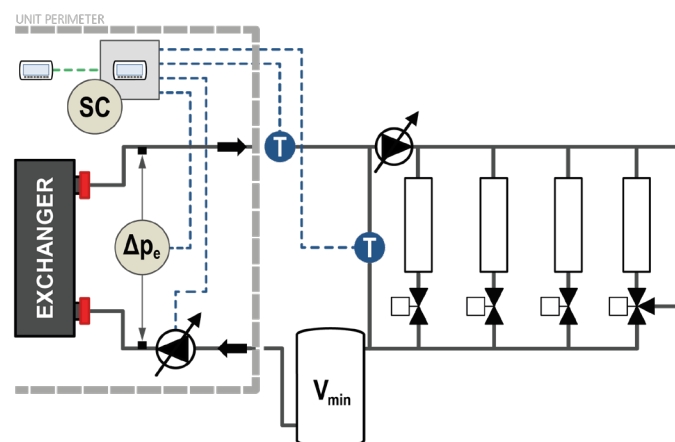 UNIT PERIMETER
SC
T
EXCHANGER
Δpₑ
T
Vₘᵢₙ